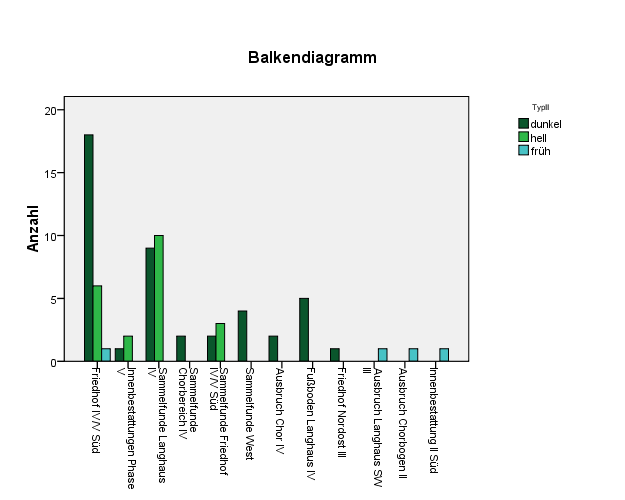 Balkendiagramm
TypII
dunkel
hell
früh
Anzahl
20
15
10
5
0
Friedhof IV/V Süd
Innenbestattungen Phase
V
Sammelfunde Langhaus
IV
Sammelfunde
Chorbereich IV
Sammelfunde Friedhof
IV/V Süd
Sammelfunde West
Ausbruch Chor IV
Fußboden Langhaus IV
Friedhof Nordost III
Ausbruch Langhaus SW
III
Ausbruch Chorbogen II
Innenbestattung II Süd